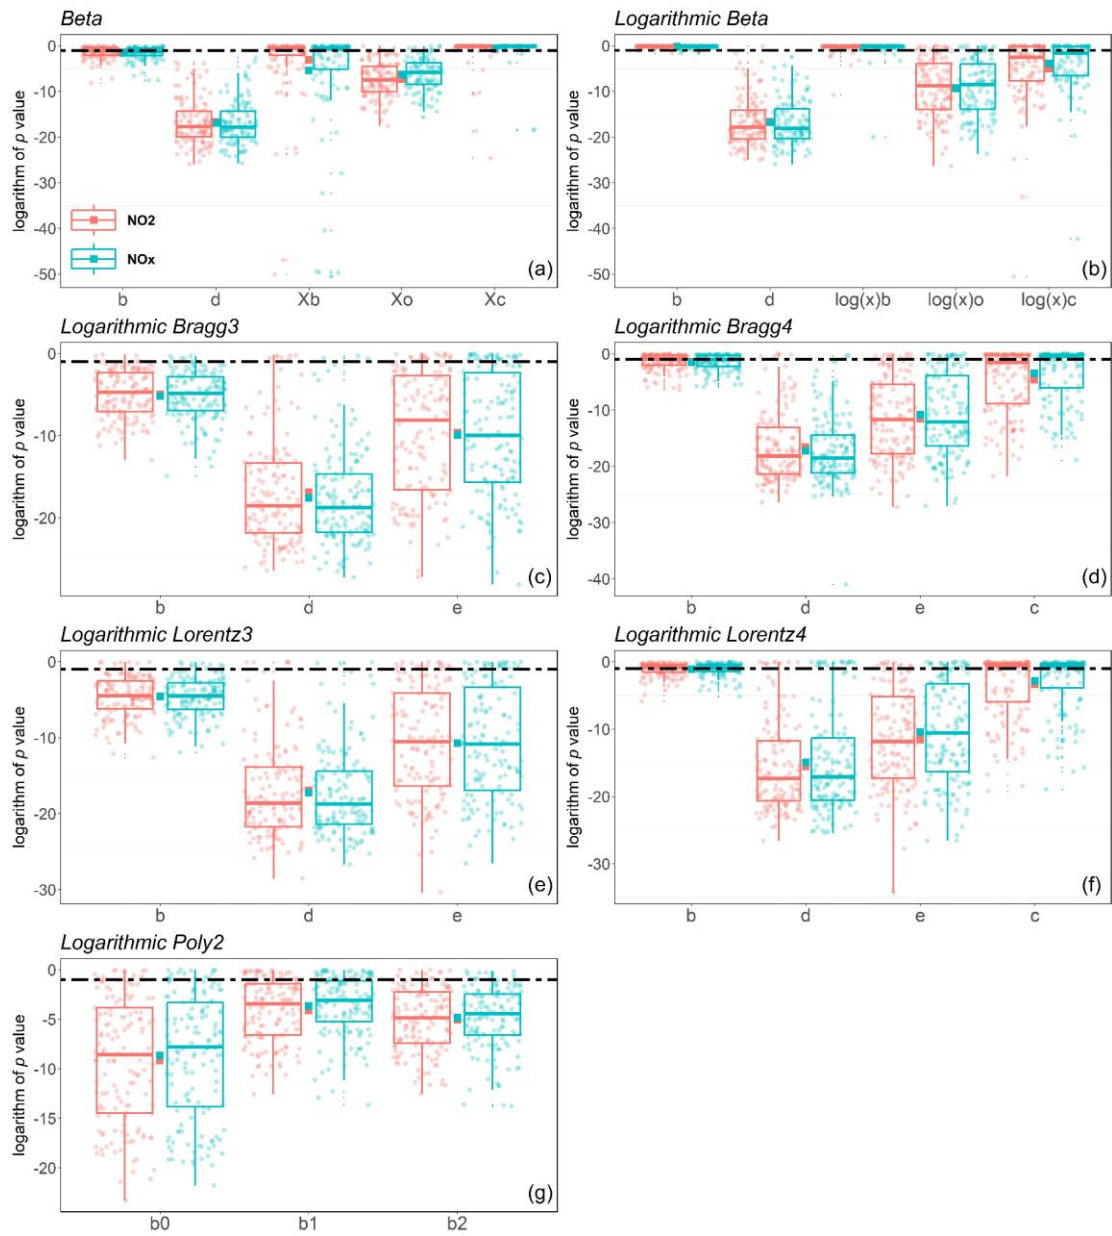 Beta
logarithm of p value
0
-10
-20
-30
-40
-50
NO2
NOx
(a)
b d Xb Xo Xc
Logarithmic Beta
logarithm of p value
0
-10
-20
-30
-40
-50
(b)
b d log(x)b log(x)o log(x)c
Logarithmic Bragg3
logarithm of p value
0
-10
-20
(c)
b d e
Logarithmic Bragg4
logarithm of p value
0
-10
-20
-30
-40
(d)
b d e c
Logarithmic Lorentz3
logarithm of p value
0
-10
-20
-30
(e)
b d e
Logarithmic Lorentz4
logarithm of p value
0
-10
-20
-30
(f)
b d e c
Logarithmic Poly2
logarithm of p value
0
-5
-10
-15
-20
(g)
b0 b1 b2